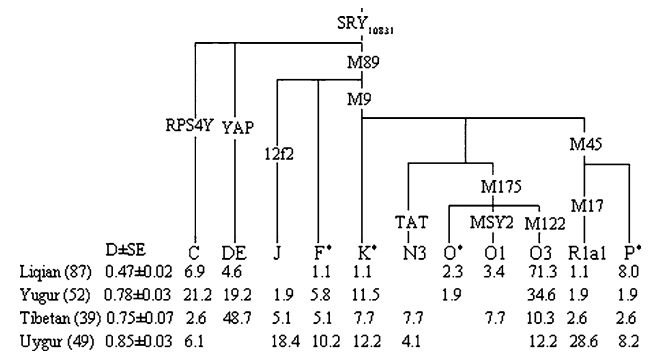 SRY10831
M89
M9
RPS4Y YAP
12f2
M45
M175
M17
TAT MSY2 M122
D±SE C DE J F* K* N3 O* O1 O3 R1a1 P*
Liqian (87) 0.47±0.02 6.9 4.6 1.1 1.1 2.3 3.4 71.3 1.1 8.0
Yugur (52) 0.78±0.03 21.2 19.2 1.9 5.8 11.5 1.9 34.6 1.9 1.9
Tibetan (39) 0.75±0.07 2.6 48.7 5.1 5.1 7.7 7.7 7.7 10.3 2.6 2.6
Uygur (49) 0.85±0.03 6.1 18.4 10.2 12.2 4.1 12.2 28.6 8.2